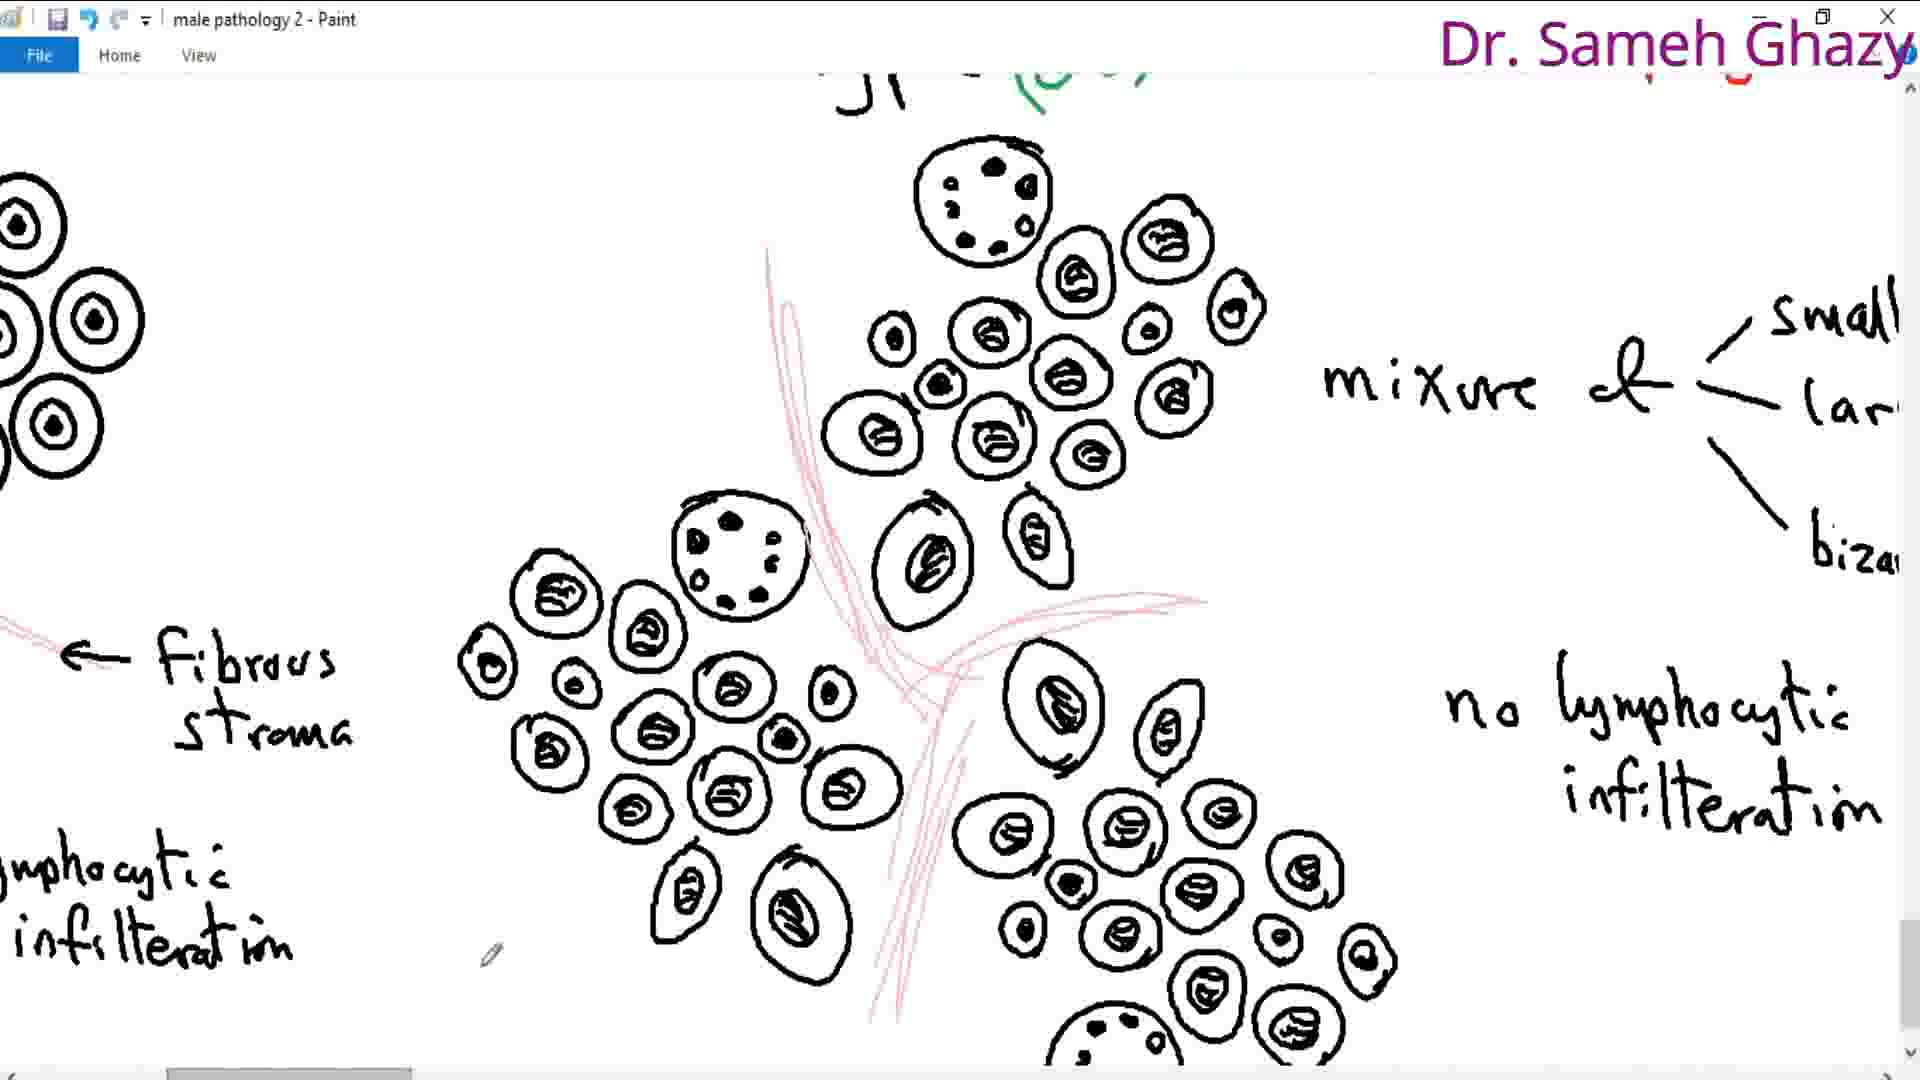 male pathology 2 - Paint
Dr. Sameh Ghazy
File Home View
small
mixure of
fibrous
stroma
no lymphocytic
infilteration
infilteration